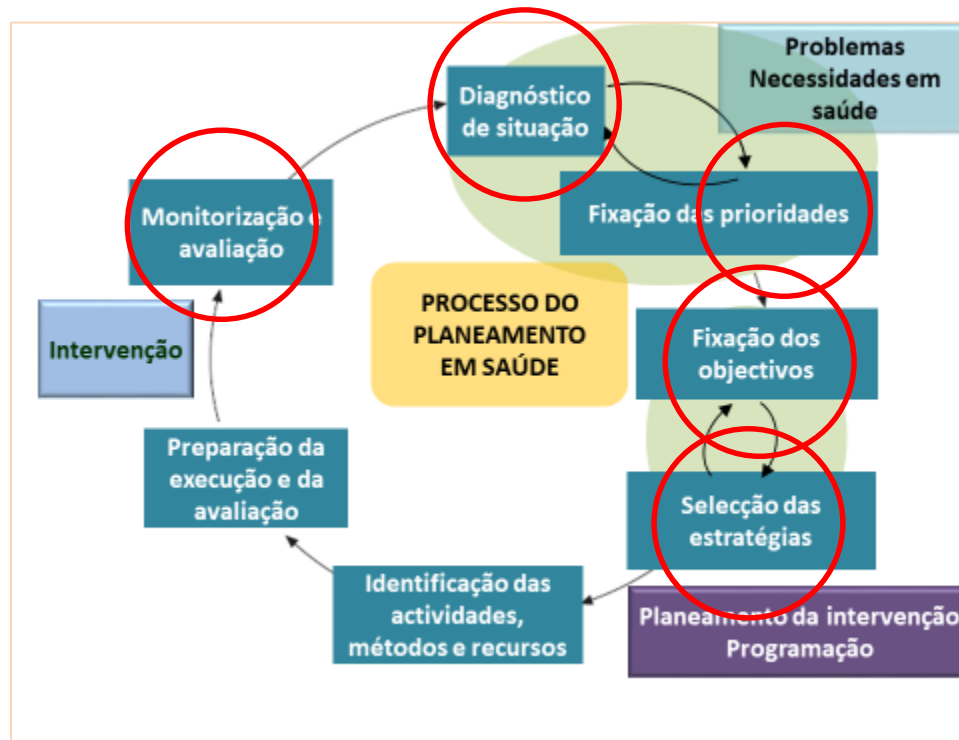 Problemas
Necessidades em
saúde
Diagnóstico
de situação
Fixação das prioridades
Monitorização e
avaliação
PROCESSO DO
PLANEAMENTO
EM SAÚDE
Fixação dos
objectivos
Intervenção
Preparação da
execução e da
avaliação
Selecção das
estratégias
Identificação das
actividades,
métodos e recursos
Planeamento da intervenção
Programação